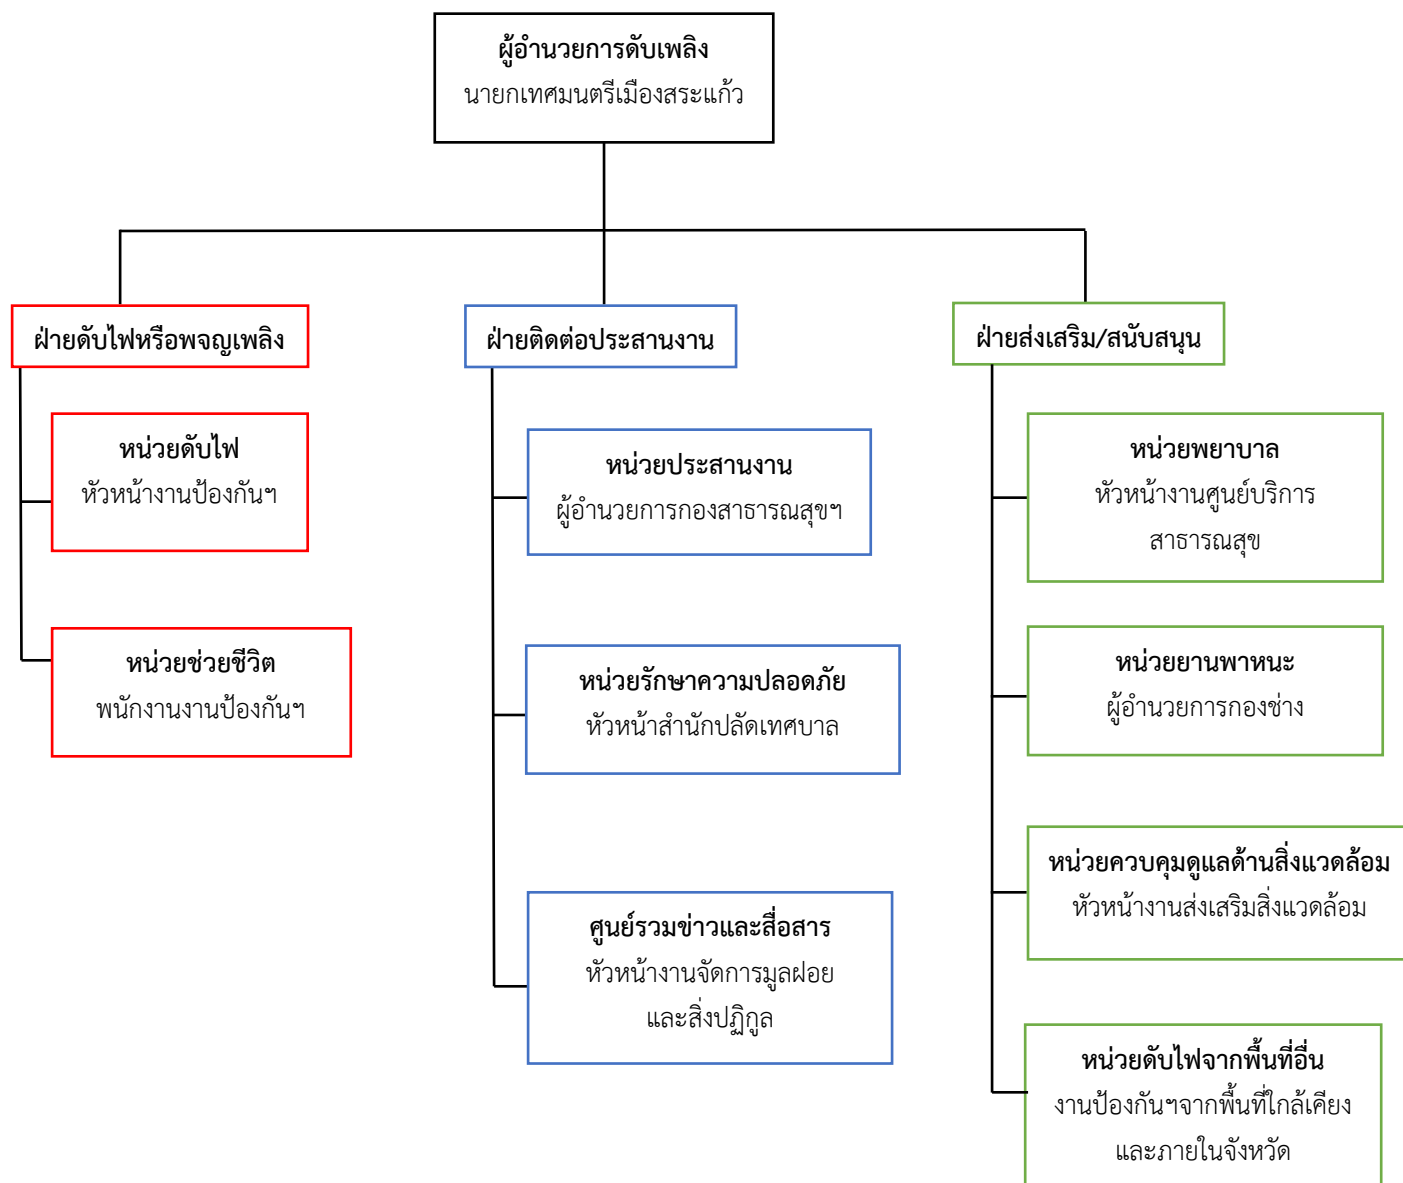 ผู้อำนวยการดับเพลิง
นายกเทศมนตรีเมืองสระแก้ว
ฝ่ายดับไฟหรือพจญเพลิง
หน่วยดับไฟ
หัวหน้างานป้องกันฯ
หน่วยช่วยชีวิต
พนักงานงานป้องกันฯ
ฝ่ายติดต่อประสานงาน
หน่วยประสานงาน
ผู้อำนวยการกองสาธารณสุขฯ
หน่วยรักษาความปลอดภัย
หัวหน้าสำนักปลัดเทศบาล
ศูนย์รวมข่าวและสื่อสาร
หัวหน้างานจัดการมูลฝอย
และสิ่งปฏิกูล
ฝ่ายส่งเสริม/สนับสนุน
หน่วยพยาบาล
หัวหน้างานศูนย์บริการ
สาธารณสุข
หน่วยยานพาหนะ
ผู้อำนวยการกองช่าง
หน่วยควบคุมดูแลด้านสิ่งแวดล้อม
หัวหน้างานส่งเสริมสิ่งแวดล้อม
หน่วยดับไฟจากพื้นที่อื่น
งานป้องกันฯจากพื้นที่ใกล้เคียง
และภายในจังหวัด